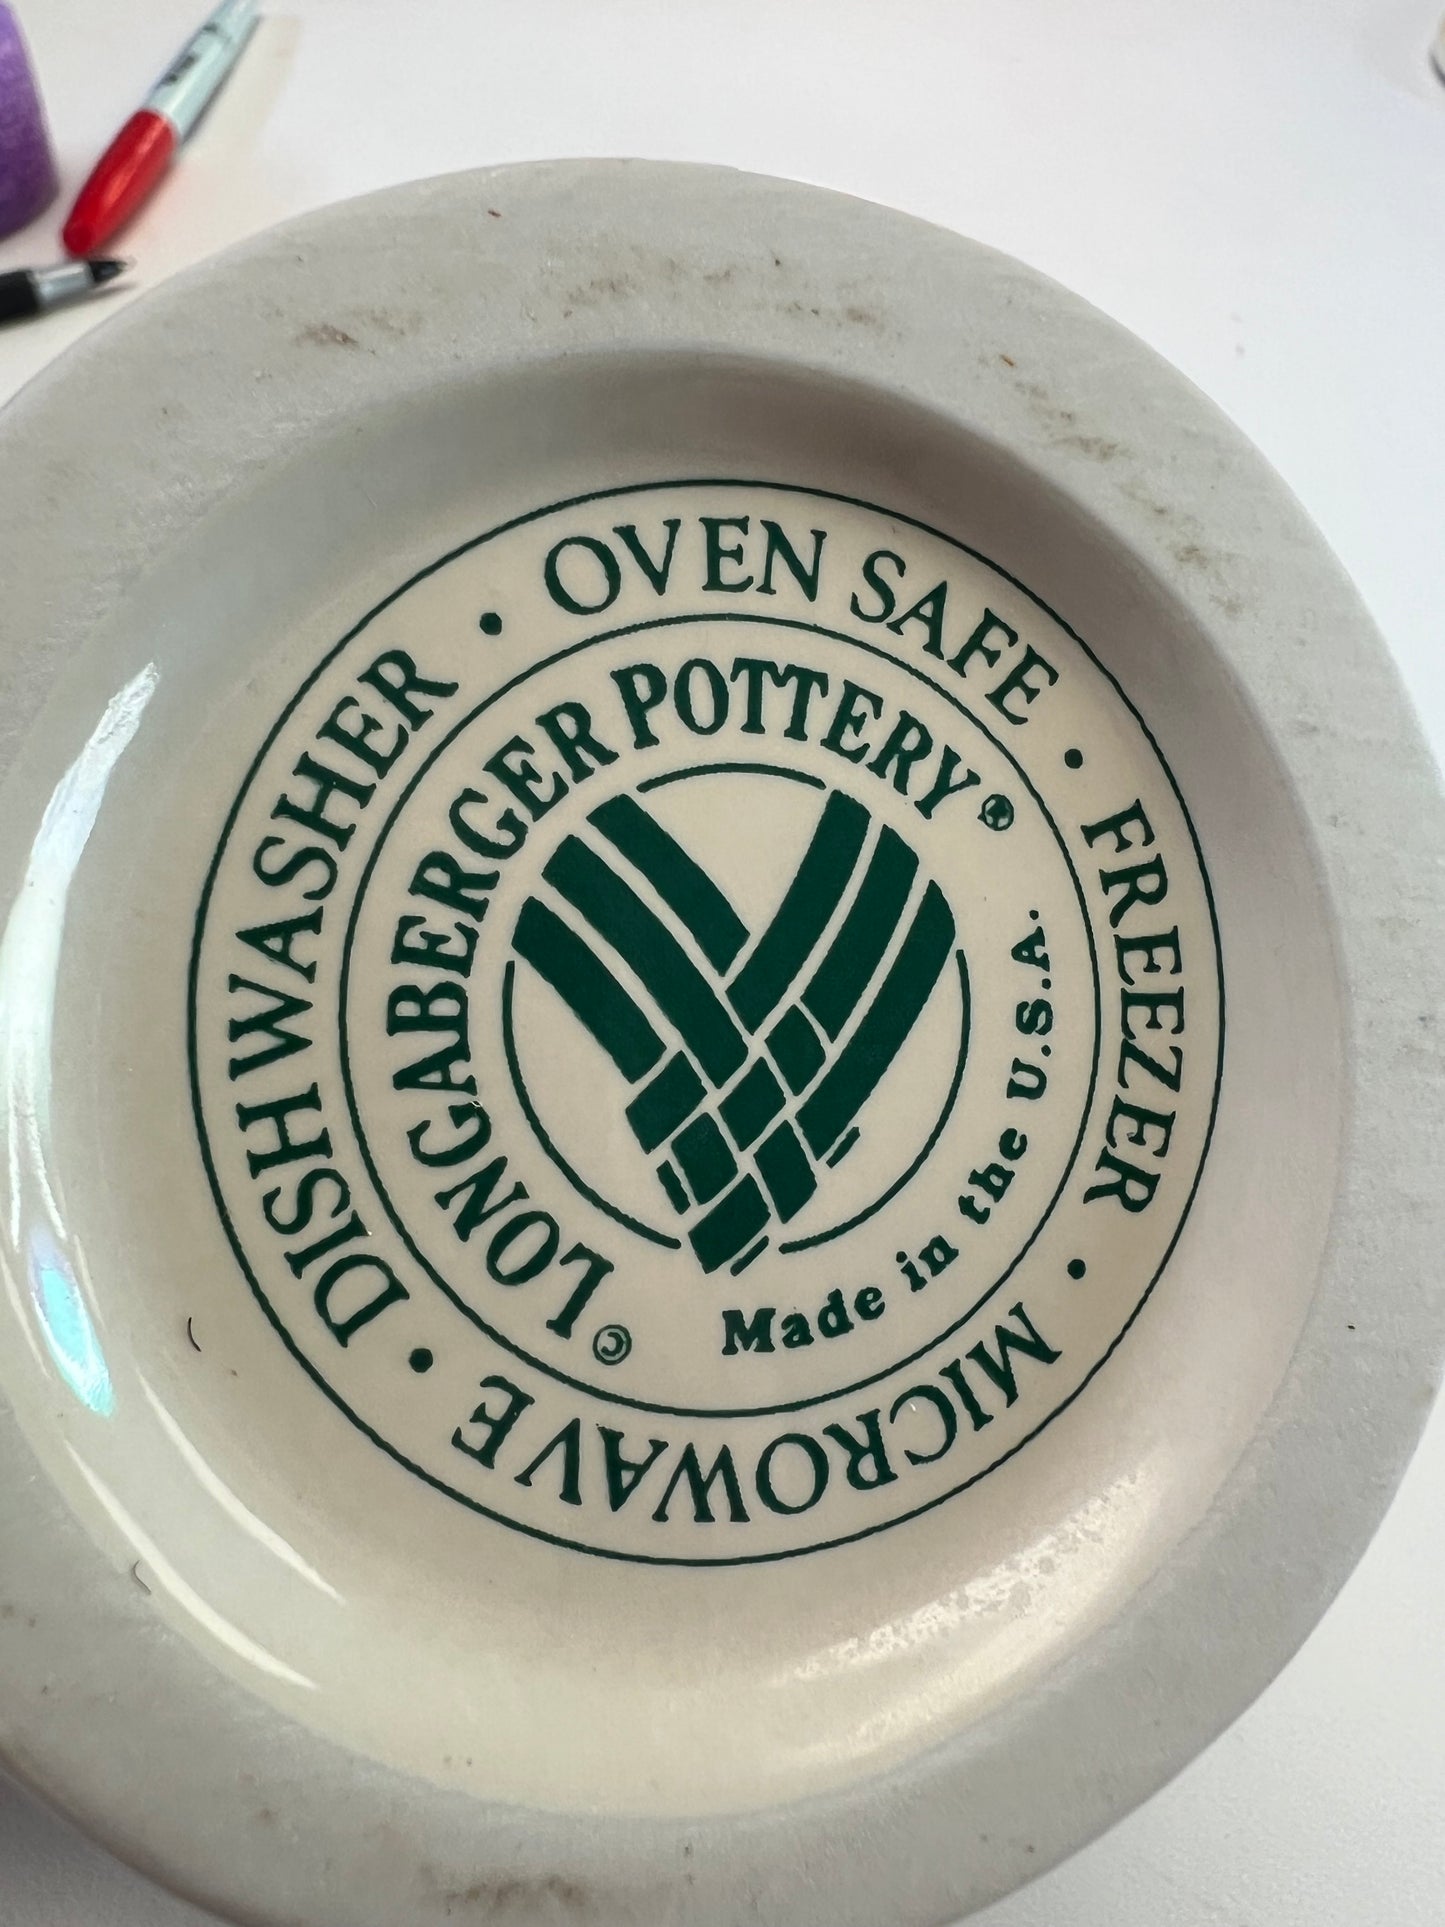 • OVEN SAFE • FREEZER • MICROWAVE • DISHWASHER
© LONGABERGER POTTERY ®
Made in the U.S.A.